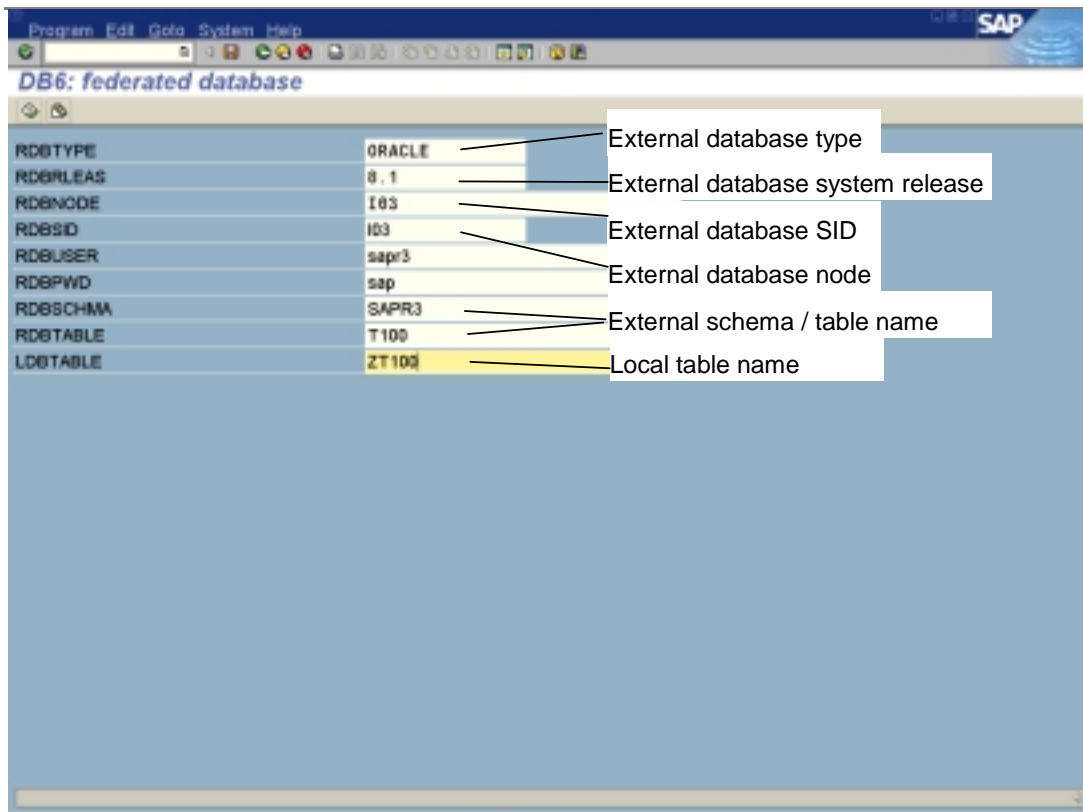 Program Edit Goto System Help
SAP
DB6: federated database
RDBTYPE ORACLE External database type
RDBRLEAS 8.1 External database system release
RDBNODE I03 External database SID
RDBSID I03 External database node
RDBUSER sapr3
RDBPWD sap
RDBSCHMA SAPR3 External schema / table name
RDBTABLE T100
LDBTABLE ZT100 Local table name